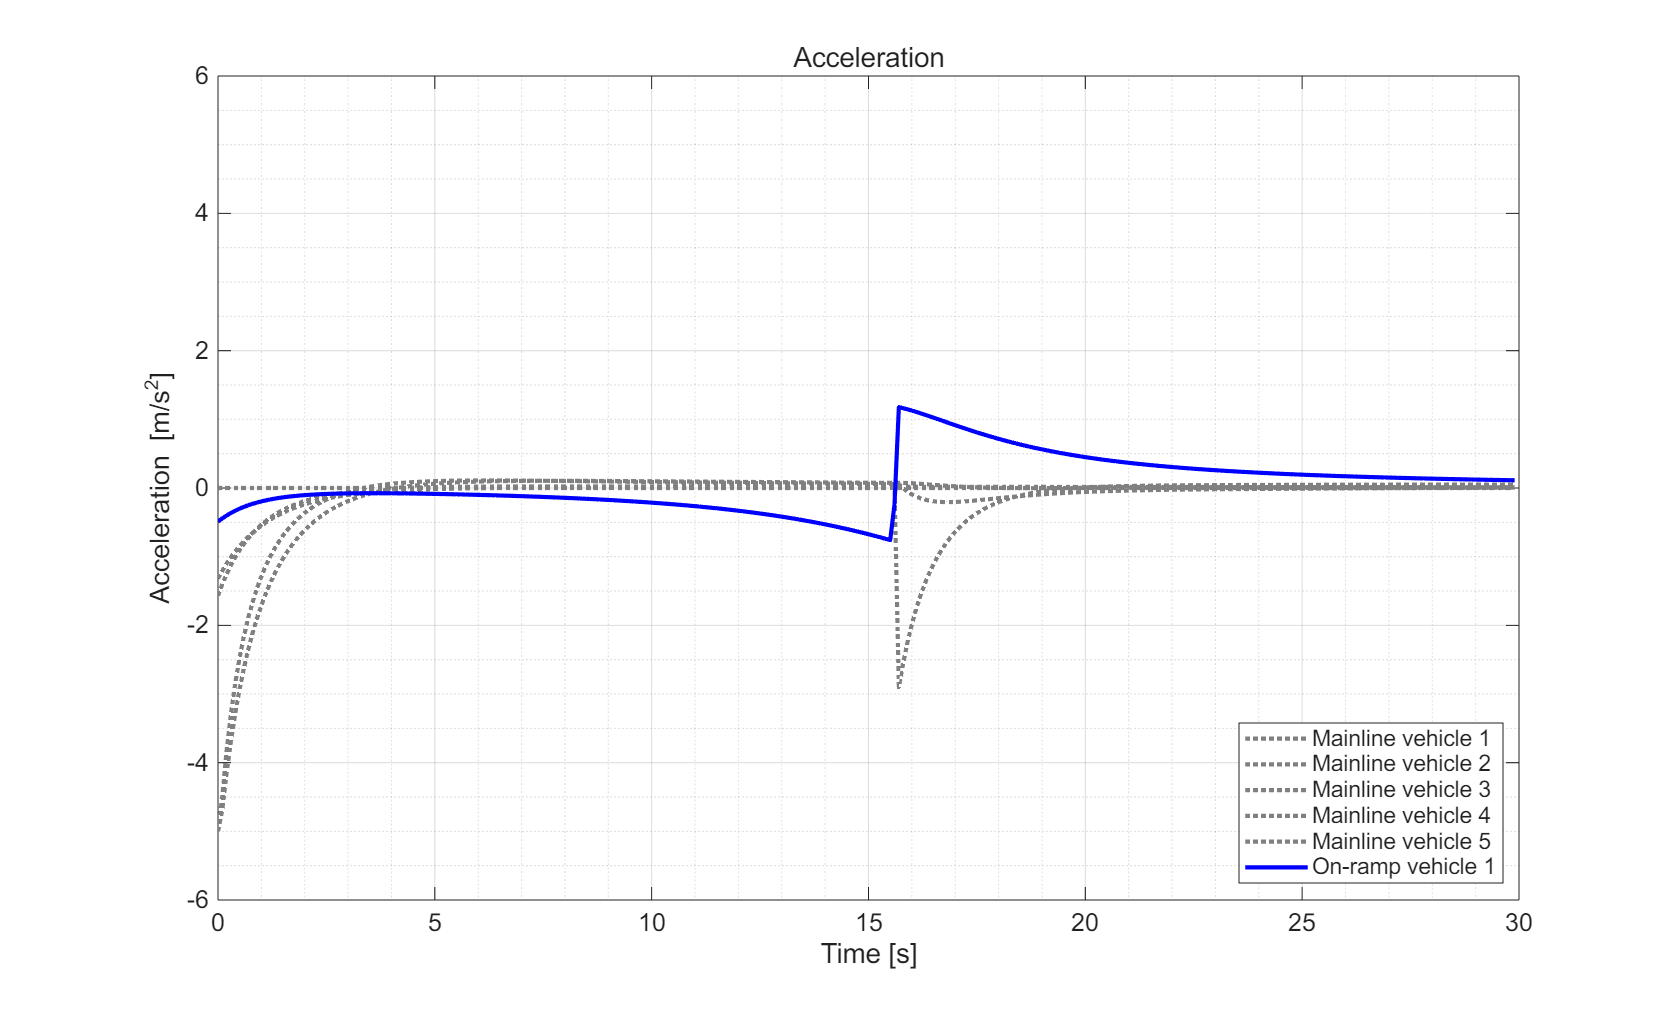 Acceleration
6
4
2
0
-2
-4
-6
Acceleration [m/s²]
0 5 10 15 20 25 30
Time [s]
Mainline vehicle 1
Mainline vehicle 2
Mainline vehicle 3
Mainline vehicle 4
Mainline vehicle 5
On-ramp vehicle 1